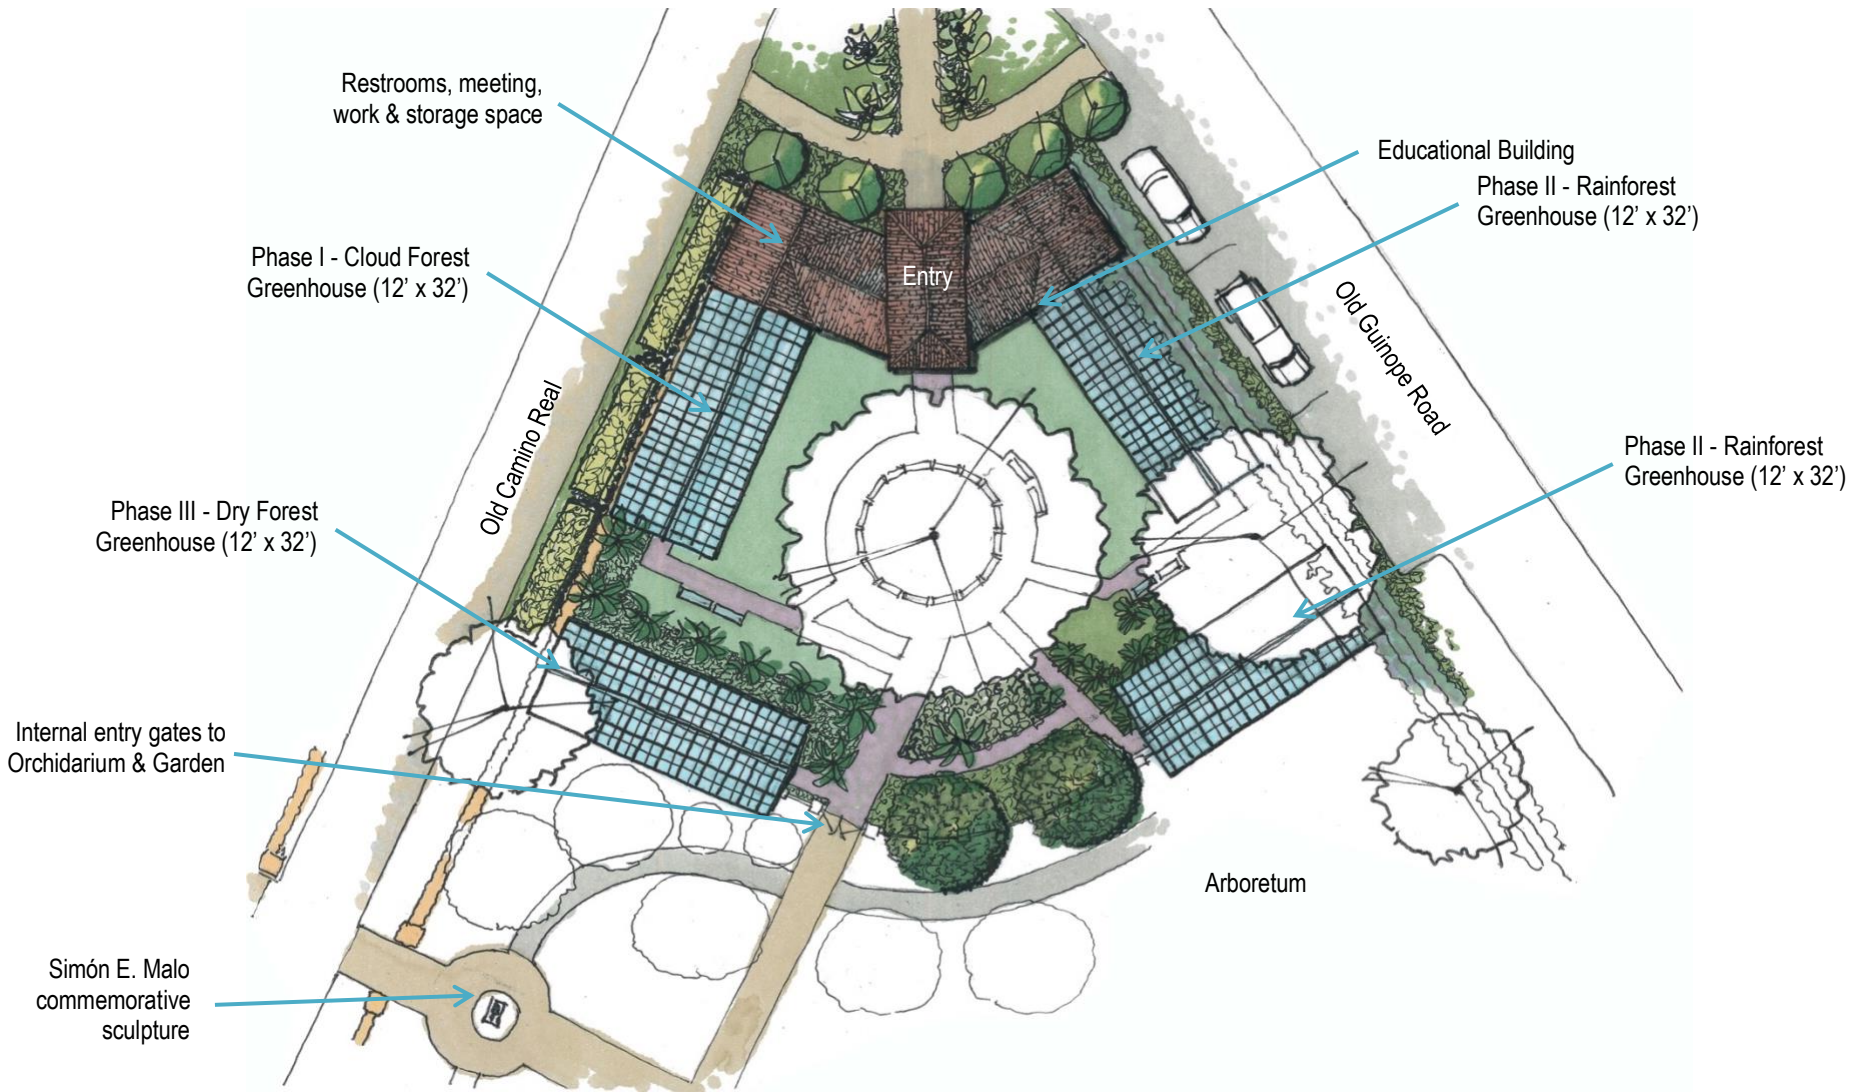 Restrooms, meeting,
work & storage space
Educational Building
Phase II - Rainforest
Greenhouse (12’ x 32’)
Phase I - Cloud Forest
Greenhouse (12’ x 32’)
Entry
Old Guinope Road
Old Camino Real
Phase II - Rainforest
Greenhouse (12’ x 32’)
Phase III - Dry Forest
Greenhouse (12’ x 32’)
Internal entry gates to
Orchidarium & Garden
Arboretum
Simón E. Malo
commemorative
sculpture